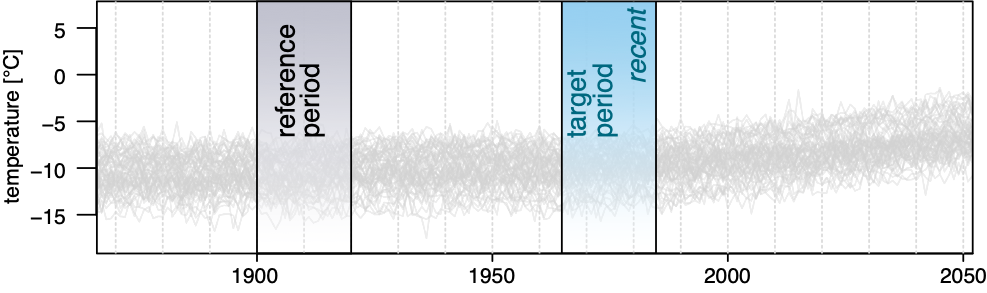 temperature [°C]
5
0
−5
−10
−15
reference
period
target
period
recent
1900
1950
2000
2050